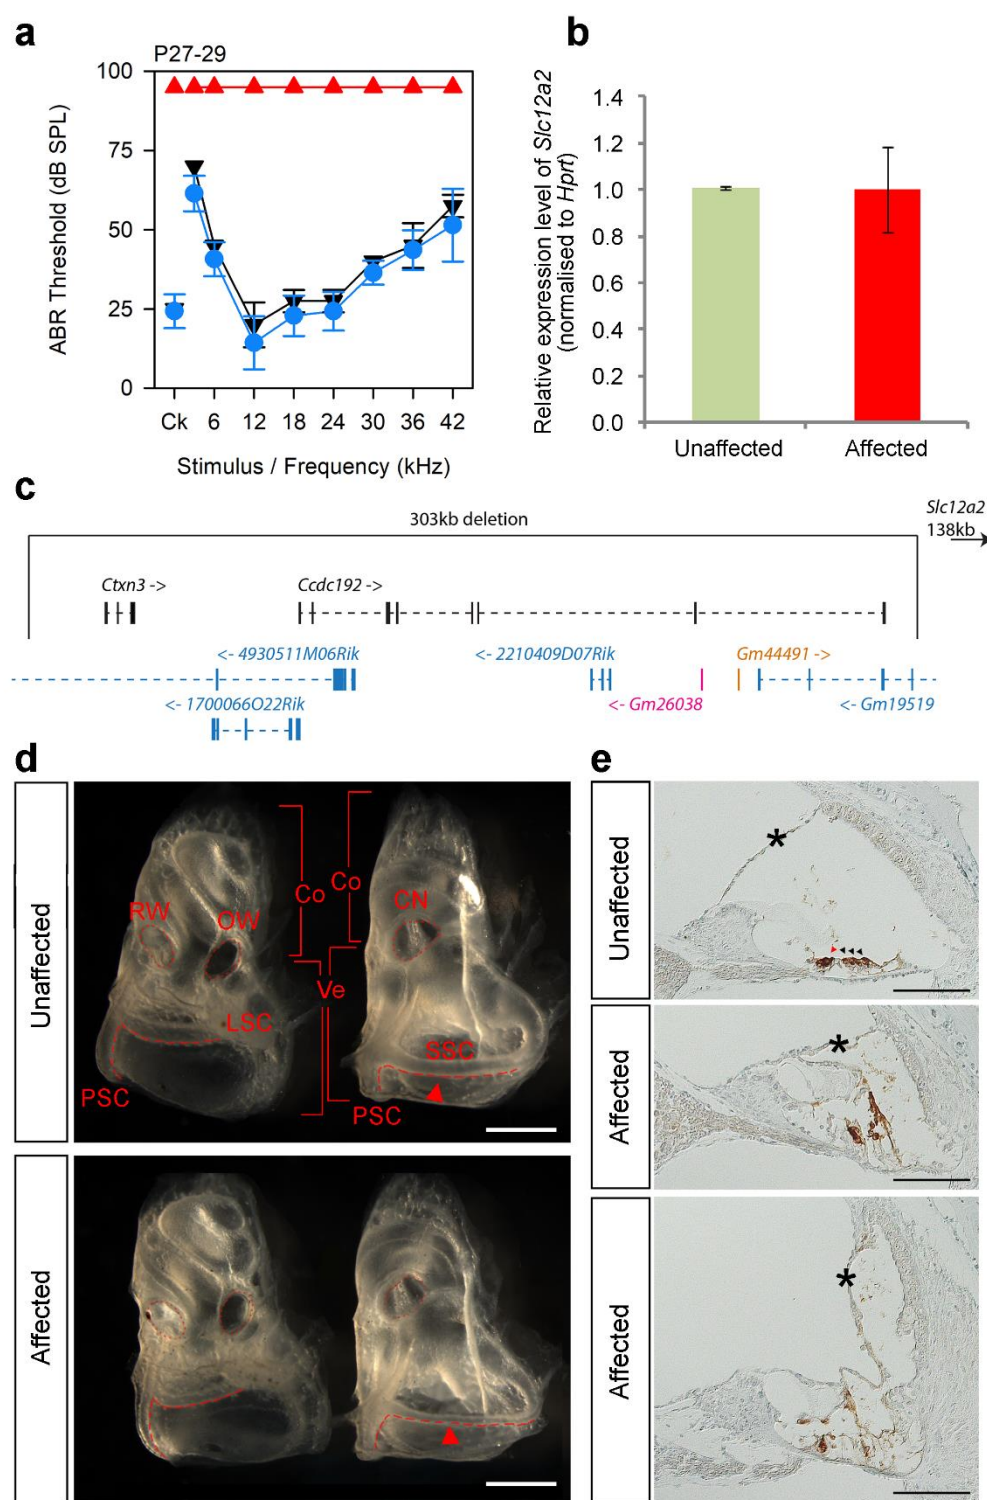 a
P27-29
ABR Threshold (dB SPL)
100
75
50
25
0
Ck 6 12 18 24 30 36 42
Stimulus / Frequency (kHz)
b
Relative expression level of Slc12a2
(normalised to Hprt)
1.4
1.2
1.0
0.8
0.6
0.4
0.2
0.0
Unaffected Affected
c
303kb deletion
Slc12a2
138kb
Ctxn3 ->
Ccdc192 ->
<- 4930511M06Rik
<- 2210409D07Rik
Gm44491 ->
<- 1700066O22Rik
<- Gm26038
<- Gm19519
d
Unaffected
RW
OW
Co
Co
CN
Ve
LSC
SSC
PSC
PSC
Affected
e
Unaffected
*
Affected
*
Affected
*